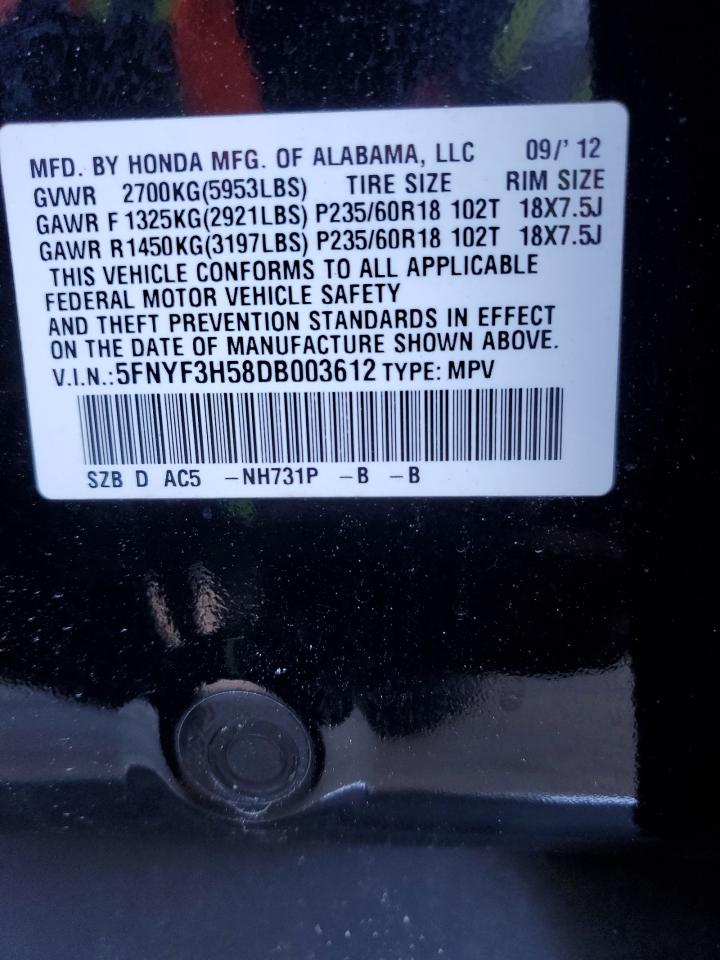 MFD. BY HONDA MFG. OF ALABAMA, LLC 09/' 12
GVWR 2700KG(5953LBS) TIRE SIZE RIM SIZE
GAWR F 1325KG(2921LBS) P235/60R18 102T 18X7.5J
GAWR R1450KG(3197LBS) P235/60R18 102T 18X7.5J
THIS VEHICLE CONFORMS TO ALL APPLICABLE
FEDERAL MOTOR VEHICLE SAFETY
AND THEFT PREVENTION STANDARDS IN EFFECT
ON THE DATE OF MANUFACTURE SHOWN ABOVE.
V.I.N.:5FNYF3H58DB003612 TYPE: MPV
SZB D AC5 -NH731P -B -B